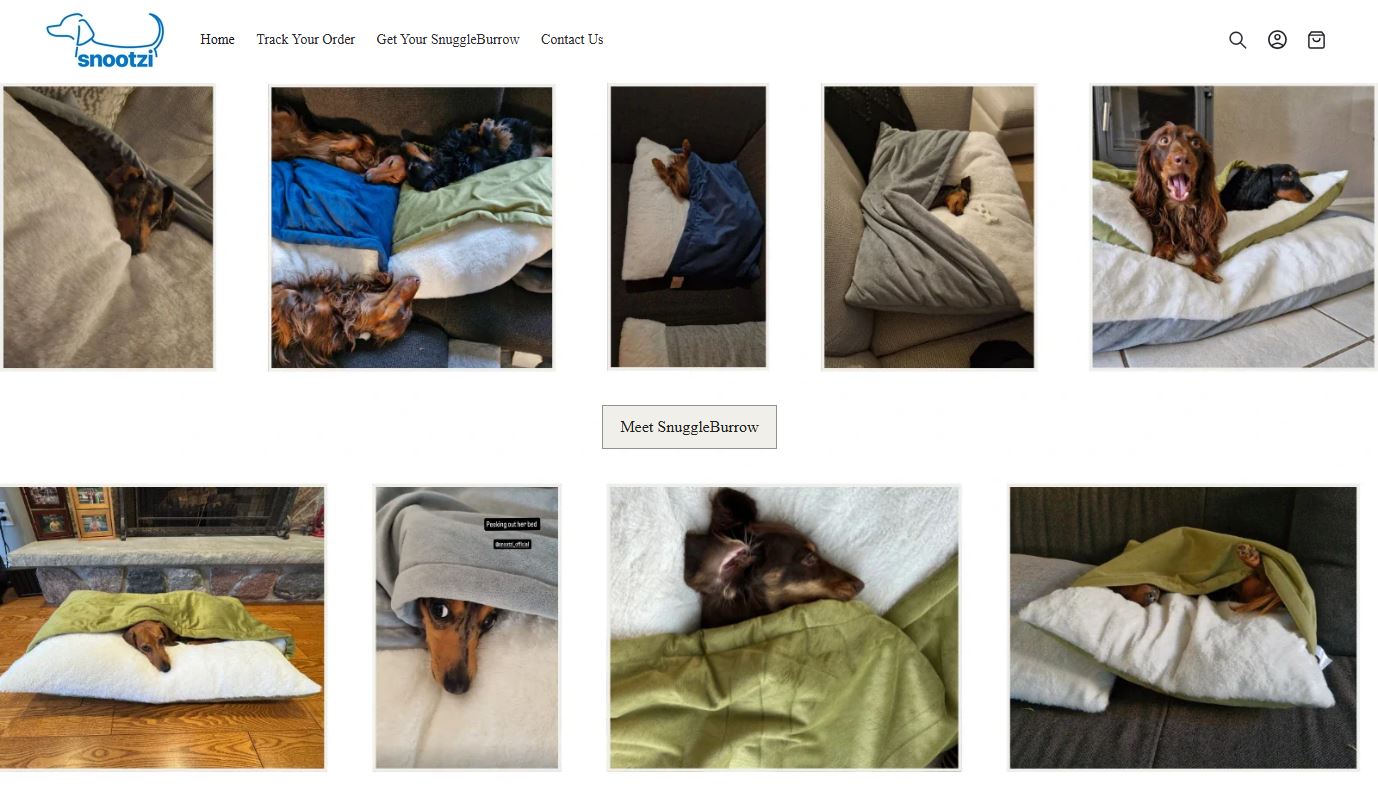 snootzi
Home
Track Your Order
Get Your SnuggleBurrow
Contact Us
Meet SnuggleBurrow
Peeking out her bed
@snootzi_official